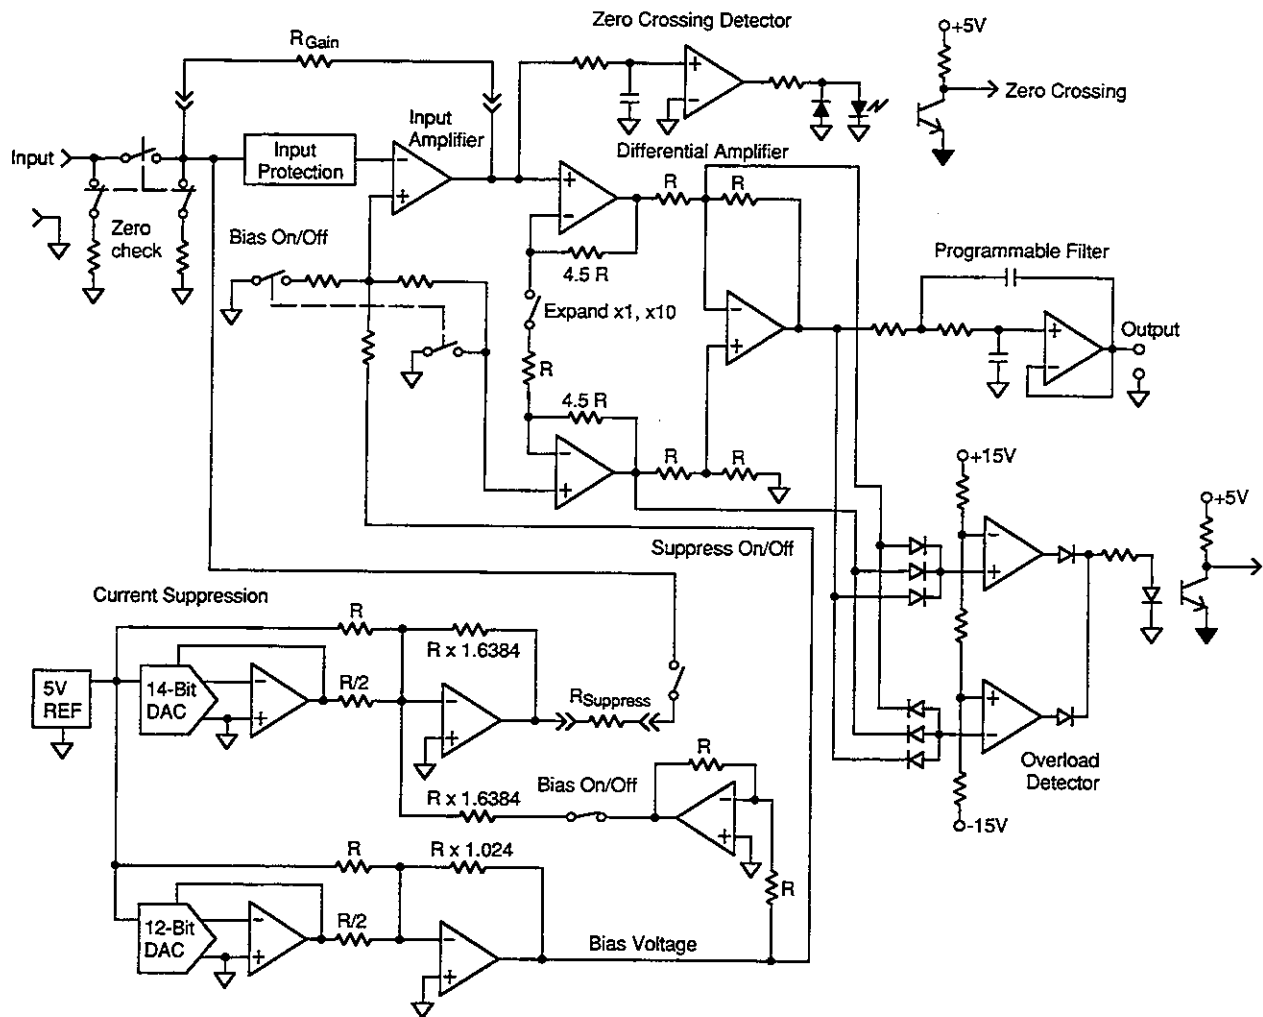 Zero Crossing Detector
+5V
RGain
+
−
Zero Crossing
Input
Amplifier
Differential Amplifier
Input
Input
Protection
−
+
+
−
R
R
Zero
check
Bias On/Off
4.5 R
Programmable Filter
Expand x1, x10
−
+
+
−
Output
R
4.5 R
−
+
R
R
+15V
+5V
Suppress On/Off
−
+
Current Suppression
R
R x 1.6384
5V
REF
14-Bit
DAC
−
+
R/2
−
+
RSuppress
+
−
Overload
Detector
R
Bias On/Off
R x 1.6384
−
+
-15V
R
R x 1.024
R
12-Bit
DAC
−
+
R/2
−
+
Bias Voltage